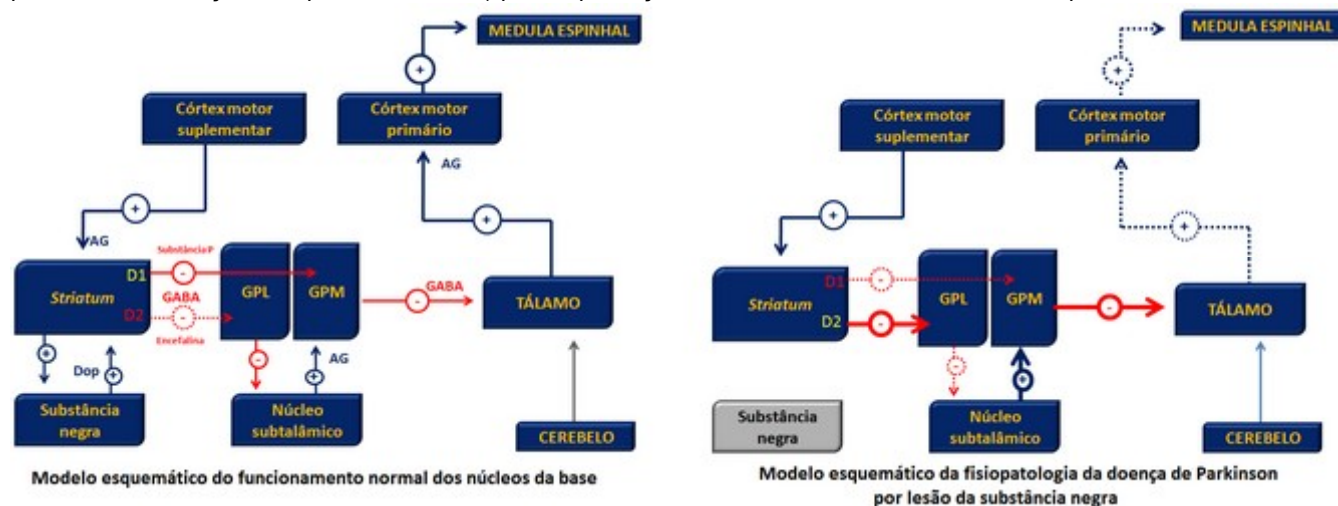 MEDULA ESPINHAL
Córtex motor
suplementar
Córtex motor
primário
AG
AG
Substância P
D1
Striatum
GABA
D2
Encefalina
GPL
GPM
GABA
TÁLAMO
Dop
AG
Substância
negra
Núcleo
subtalâmico
CEREBELO
Modelo esquemático do funcionamento normal dos núcleos da base
MEDULA ESPINHAL
Córtex motor
suplementar
Córtex motor
primário
D1
Striatum
D2
GPL
GPM
TÁLAMO
Substância
negra
Núcleo
subtalâmico
CEREBELO
Modelo esquemático da fisiopatologia da doença de Parkinson
por lesão da substância negra